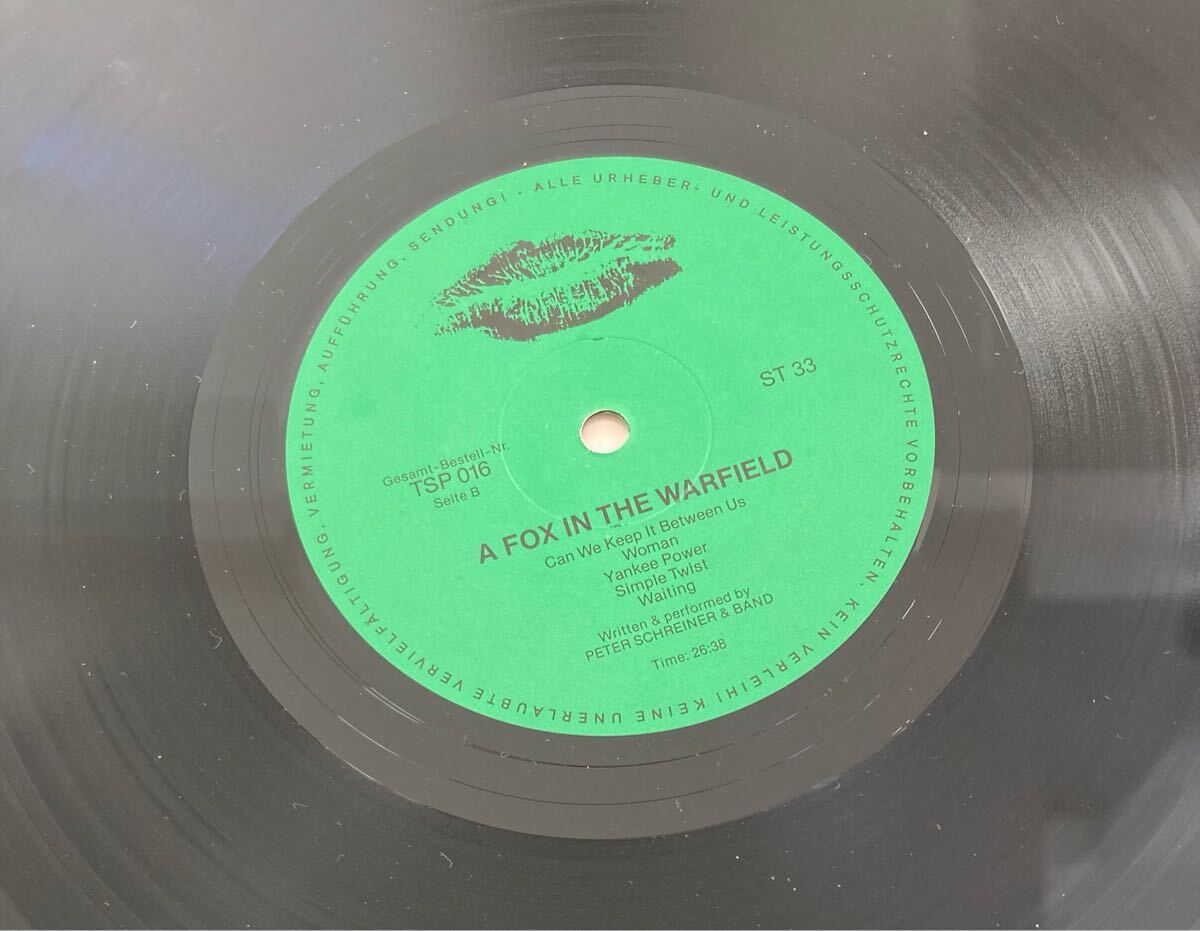 ALLE URHEBER- UND LEISTUNGSSCHUTZRECHTE VORBEHALTEN. KEIN VERLEIH! KEINE UNERLAUBTE VERVIELFÄLTIGUNG, VERMIETUNG, AUFFÜHRUNG, SENDUNG! ·
ST 33
Gesamt-Bestell-Nr.
TSP 016
Seite B
A FOX IN THE WARFIELD
Can We Keep It Between Us
Woman
Yankee Power
Simple Twist
Waiting
Written & performed by
PETER SCHREINER & BAND
Time: 26:38